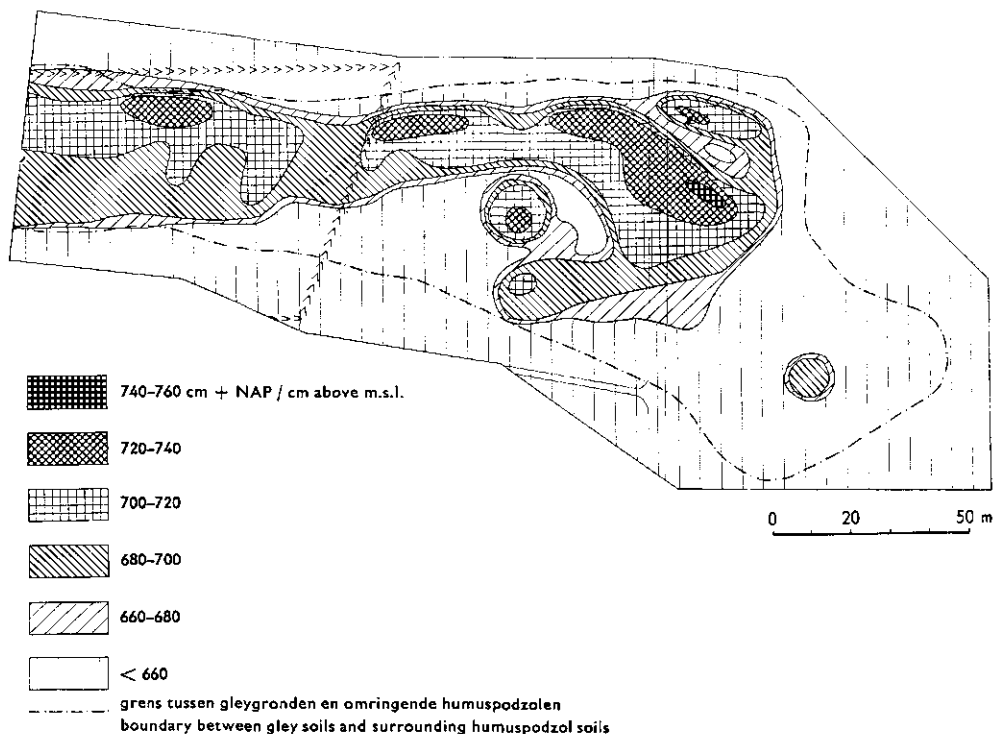 740–760 cm + NAP / cm above m.s.l.
720–740
700–720
680–700
660–680
< 660
grens tussen gleygronden en omringende humuspodzolen
boundary between gley soils and surrounding humuspodzol soils
0 20 50 m